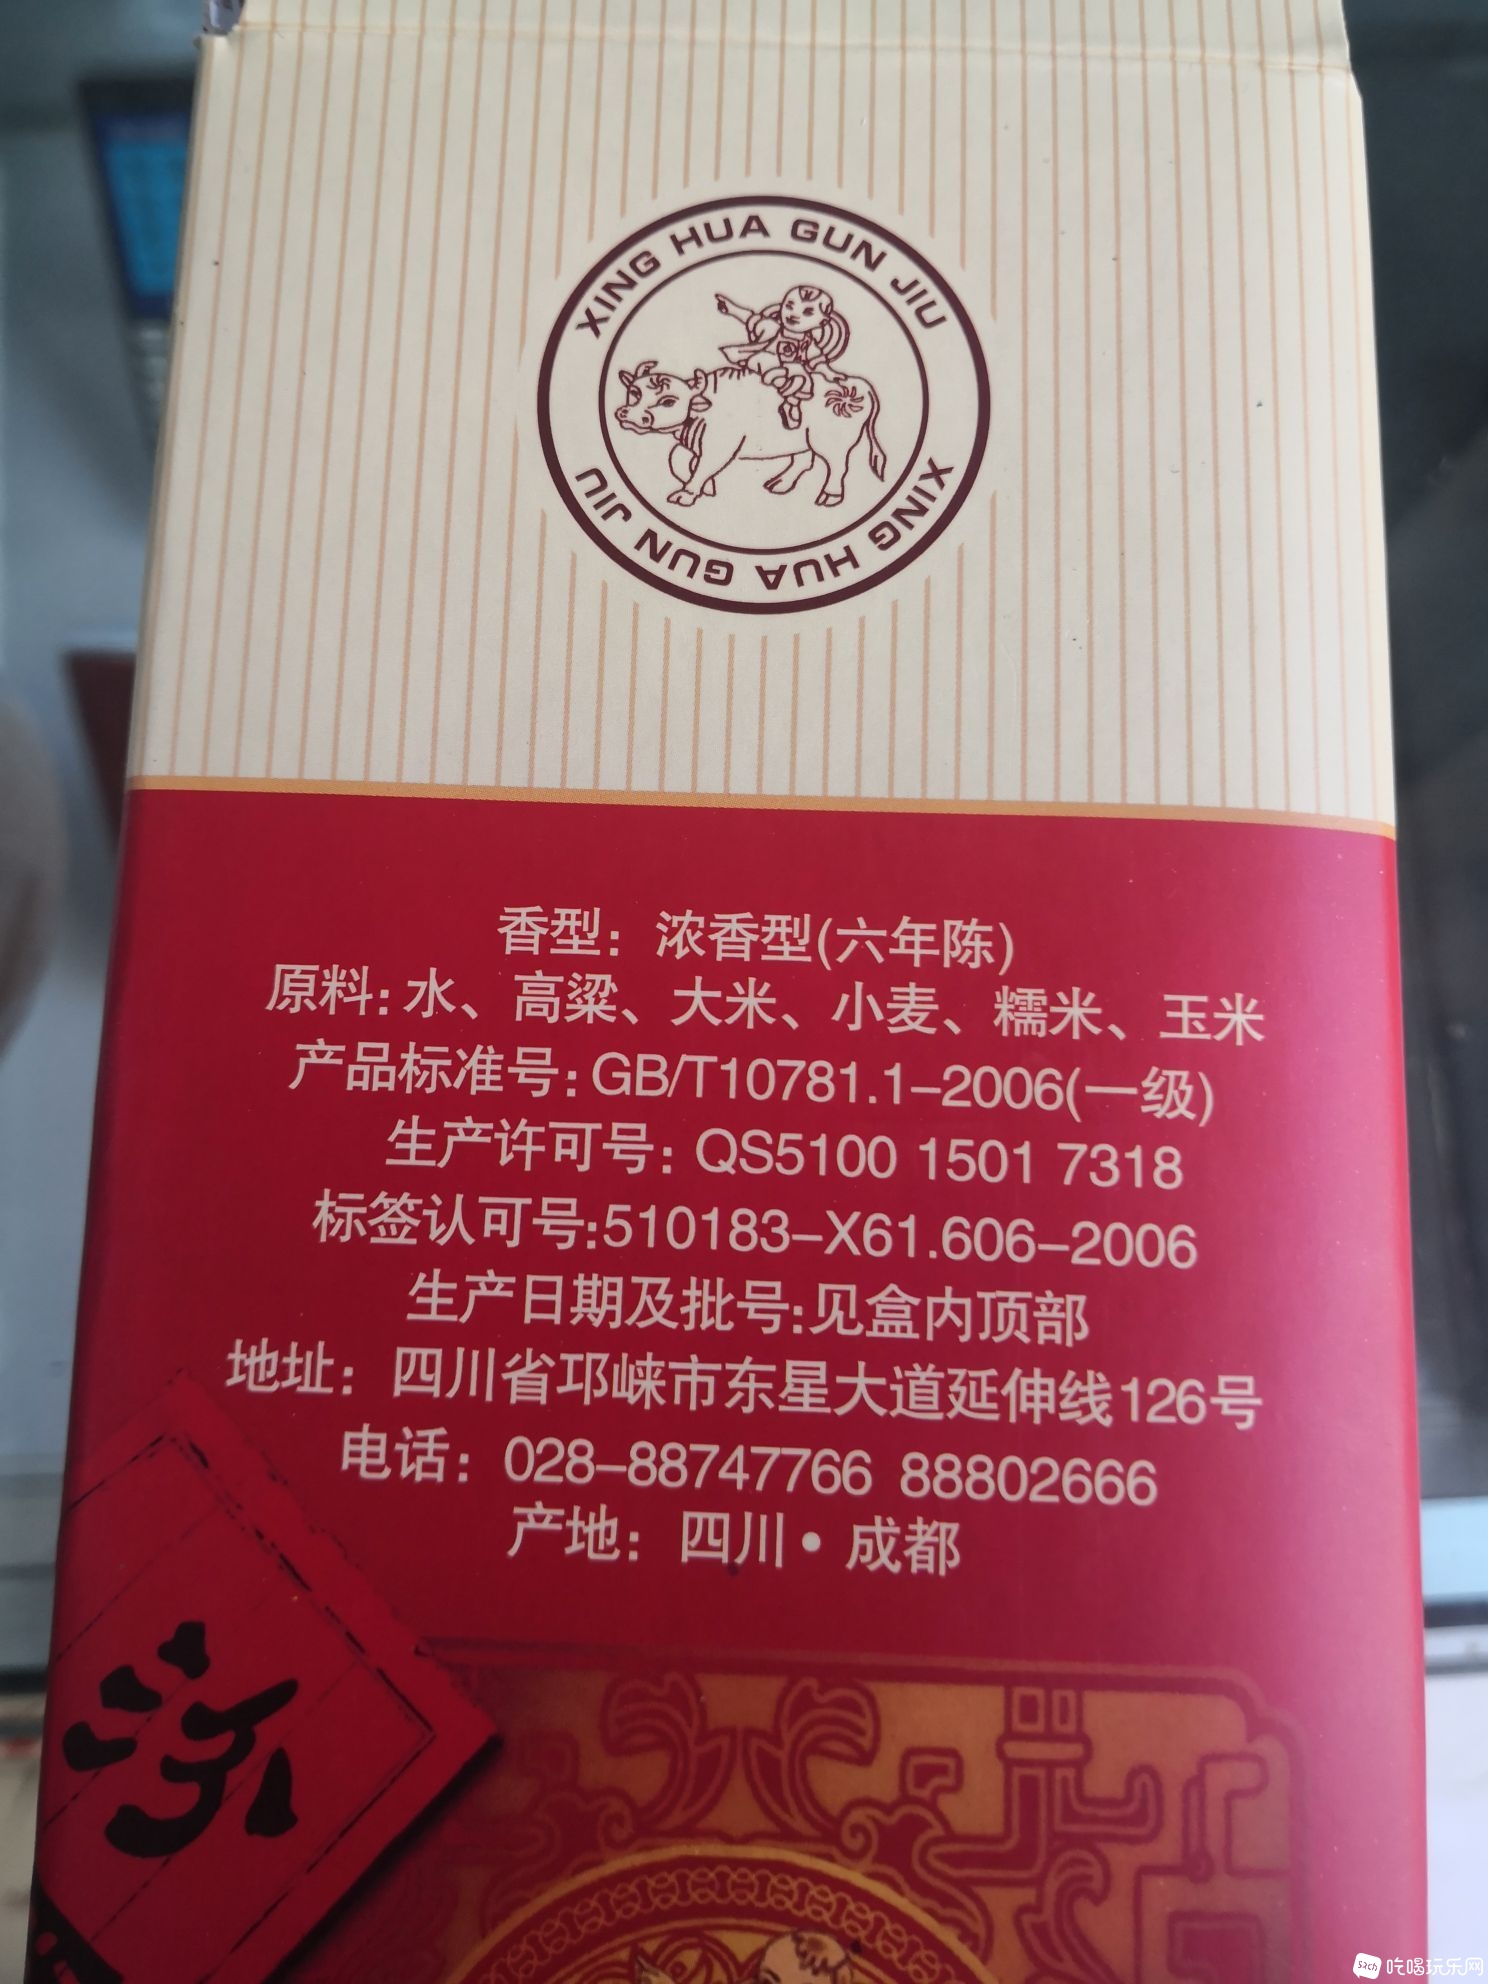 XING HUA GUN JIU
XING HUA GUN JIU
香型：浓香型(六年陈)
原料:水、高粱、大米、小麦、糯米、玉米
产品标准号:GB/T10781.1-2006(一级)
生产许可号:QS5100 1501 7318
标签认可号:510183-X61.606-2006
生产日期及批号:见盒内顶部
地址：四川省邛崃市东星大道延伸线126号
电话：028-88747766 88802666
产地：四川·成都
吃喝玩乐网